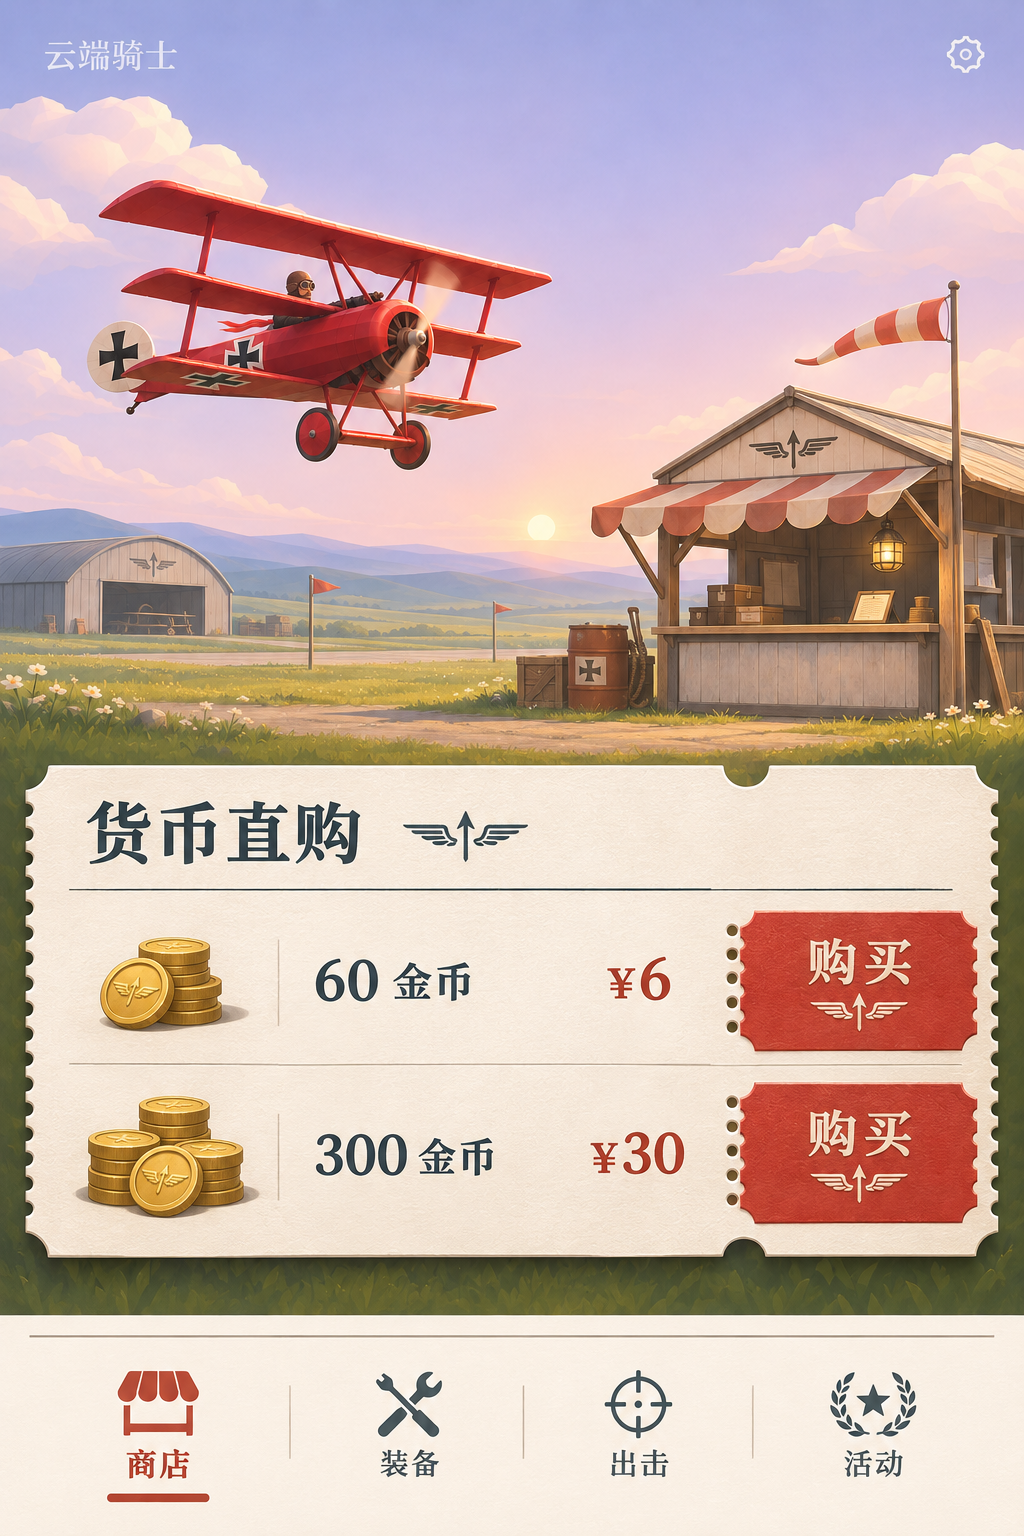 云端骑士
货币直购
60 金币 ¥6 购买
300 金币 ¥30 购买
商店 装备 出击 活动